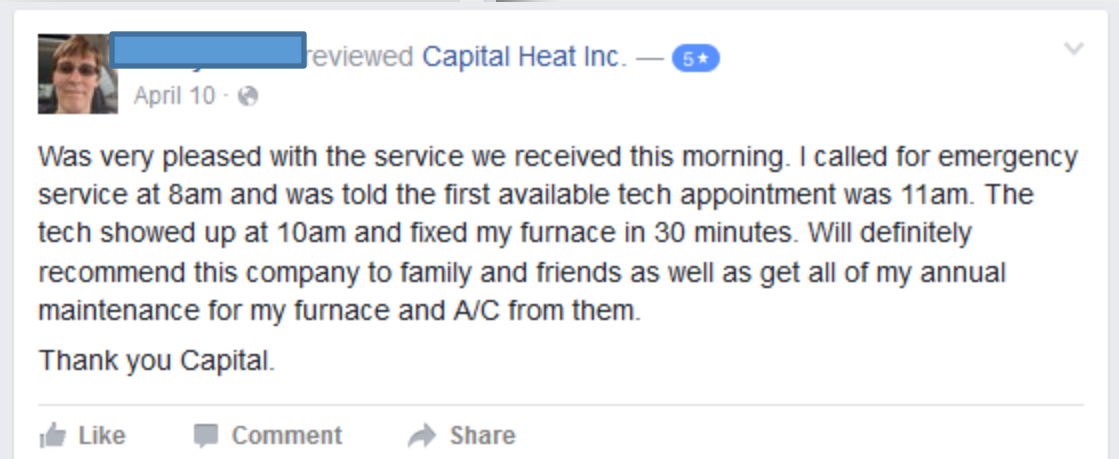 reviewed Capital Heat Inc. — 5★
April 10 ·
Was very pleased with the service we received this morning. I called for emergency
service at 8am and was told the first available tech appointment was 11am. The
tech showed up at 10am and fixed my furnace in 30 minutes. Will definitely
recommend this company to family and friends as well as get all of my annual
maintenance for my furnace and A/C from them.
Thank you Capital.
Like Comment Share